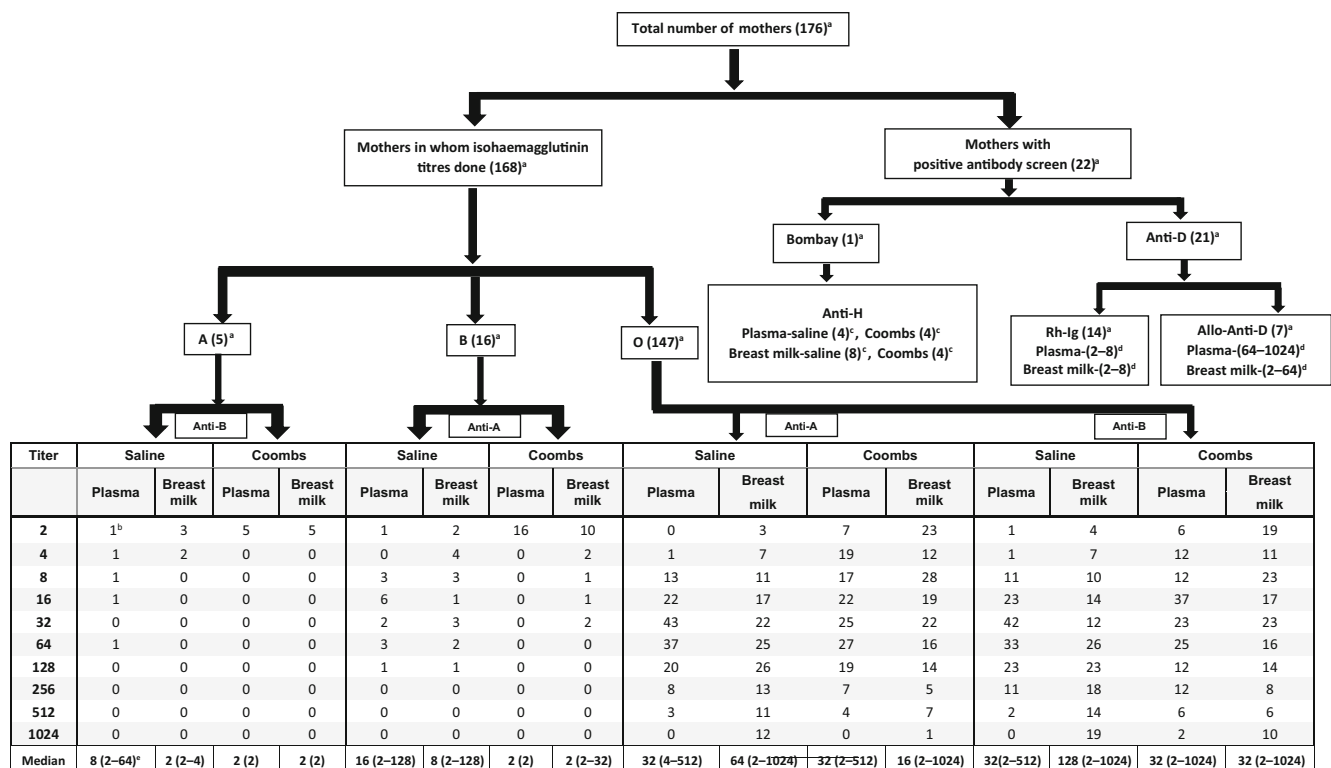 Total number of mothers (176)ᵃ
Mothers in whom isohaemagglutinin
titres done (168)ᵃ
Mothers with
positive antibody screen (22)ᵃ
Bombay (1)ᵃ
Anti-D (21)ᵃ
Anti-H
Plasma-saline (4)ᶜ, Coombs (4)ᶜ
Breast milk-saline (8)ᶜ, Coombs (4)ᶜ
Rh-Ig (14)ᵃ
Plasma-(2–8)ᵈ
Breast milk-(2–8)ᵈ
Allo-Anti-D (7)ᵃ
Plasma-(64–1024)ᵈ
Breast milk-(2–64)ᵈ
A (5)ᵃ
B (16)ᵃ
O (147)ᵃ
Anti-B
Anti-A
Anti-A
Anti-B
Titer Saline Coombs Saline Coombs Saline Coombs Saline Coombs
Plasma Breast milk Plasma Breast milk Plasma Breast milk Plasma Breast milk Plasma Breast milk Plasma Breast milk Plasma Breast milk Plasma Breast milk
2 1ᵇ 3 5 5 1 2 16 10 0 3 7 23 1 4 6 19
4 1 2 0 0 0 4 0 2 1 7 19 12 1 7 12 11
8 1 0 0 0 3 3 0 1 13 11 17 28 11 10 12 23
16 1 0 0 0 6 1 0 1 22 17 22 19 23 14 37 17
32 0 0 0 0 2 3 0 2 43 22 25 22 42 12 23 23
64 1 0 0 0 3 2 0 0 37 25 27 16 33 26 25 16
128 0 0 0 0 1 1 0 0 20 26 19 14 23 23 12 14
256 0 0 0 0 0 0 0 0 8 13 7 5 11 18 12 8
512 0 0 0 0 0 0 0 0 3 11 4 7 2 14 6 6
1024 0 0 0 0 0 0 0 0 0 12 0 1 0 19 2 10
Median 8 (2–64)ᵉ 2 (2–4) 2 (2) 2 (2) 16 (2–128) 8 (2–128) 2 (2) 2 (2–32) 32 (4–512) 64 (2–1024) 32 (2–512) 16 (2–1024) 32(2–512) 128 (2–1024) 32 (2–1024) 32 (2–1024)